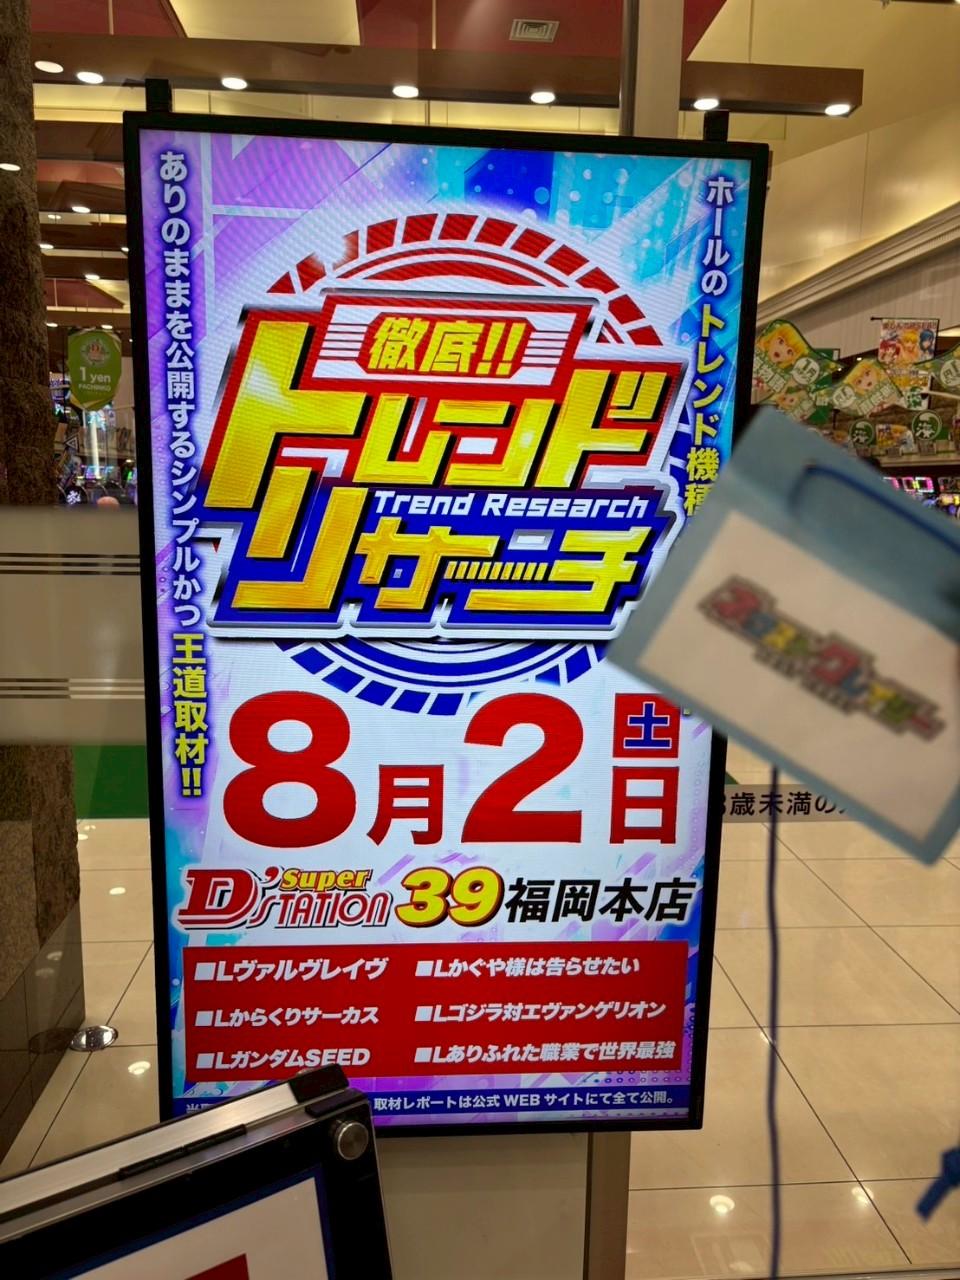 ありのままを公開するシンプルかつ王道取材!!
ホールのトレンド機種
徹底!!
トレンド
Trend Research
リサーチ
8月2日
土
D'STATION Super 39 福岡本店
■Lヴァルヴレイヴ
■Lかぐや様は告らせたい
■Lからくりサーカス
■Lゴジラ対エヴァンゲリオン
■LガンダムSEED
■Lありふれた職業で世界最強
取材レポートは公式WEBサイトにて全て公開。
1 yen
PACHINKO
歳未満の